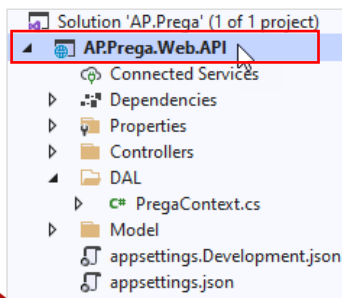 Solution 'AP.Prega' (1 of 1 project)
AP.Prega.Web.API
Connected Services
Dependencies
Properties
Controllers
DAL
C# PregaContext.cs
Model
appsettings.Development.json
appsettings.json